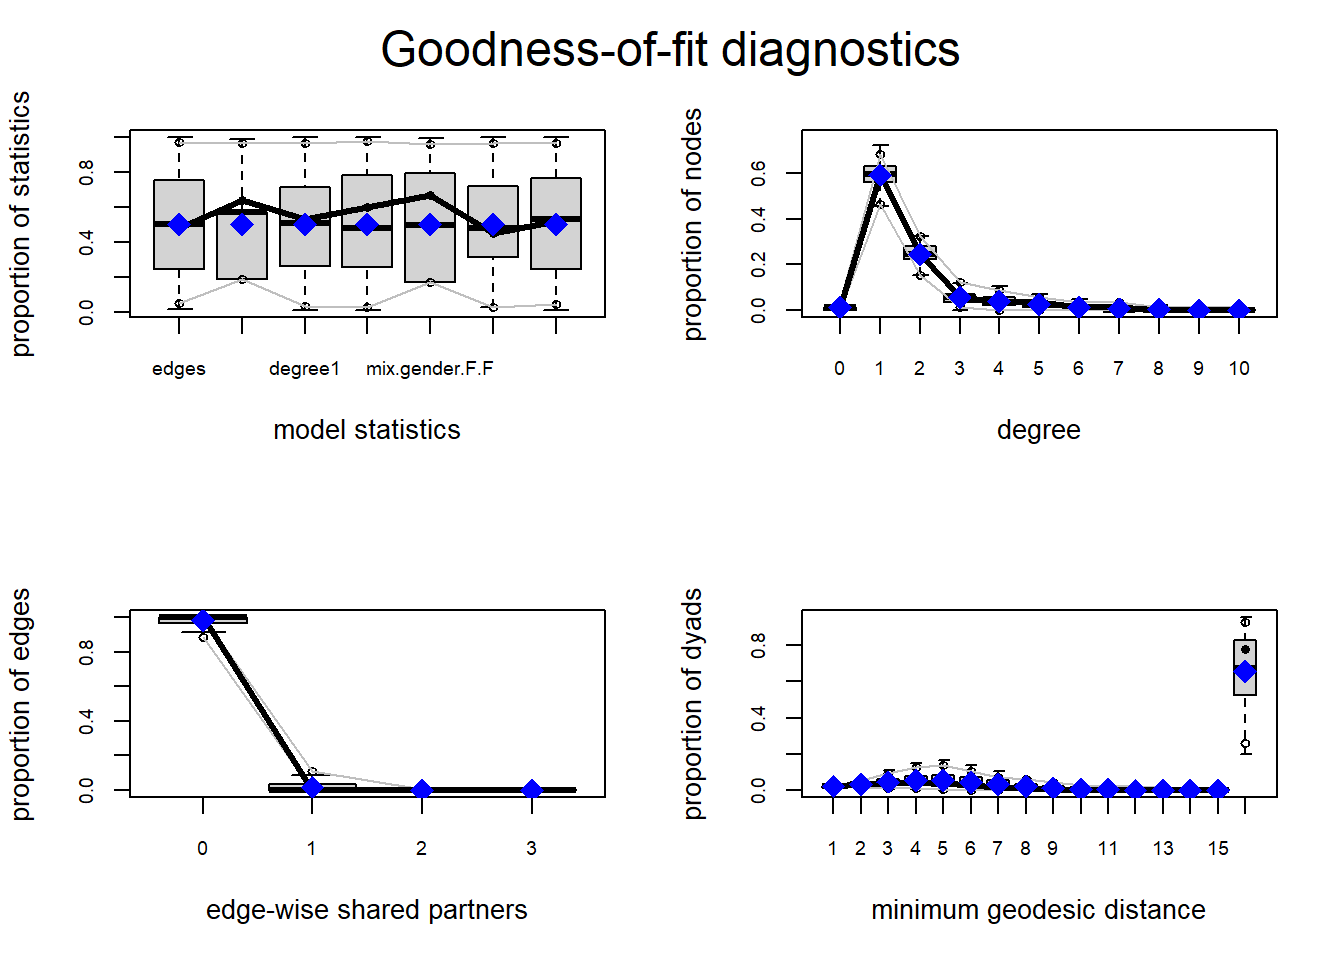 Goodness-of-fit diagnostics
proportion of statistics
0.0 0.4 0.8
edges degree1 mix.gender.F.F
model statistics
proportion of nodes
0.0 0.2 0.4 0.6
0 1 2 3 4 5 6 7 8 9 10
degree
proportion of edges
0.0 0.4 0.8
0 1 2 3
edge-wise shared partners
proportion of dyads
0.0 0.4 0.8
1 2 3 4 5 6 7 8 9 11 13 15
minimum geodesic distance